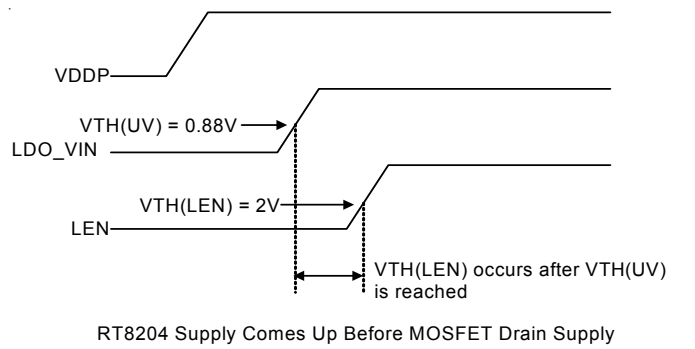 VDDP
VTH(UV) = 0.88V
LDO_VIN
VTH(LEN) = 2V
LEN
VTH(LEN) occurs after VTH(UV)
is reached
RT8204 Supply Comes Up Before MOSFET Drain Supply